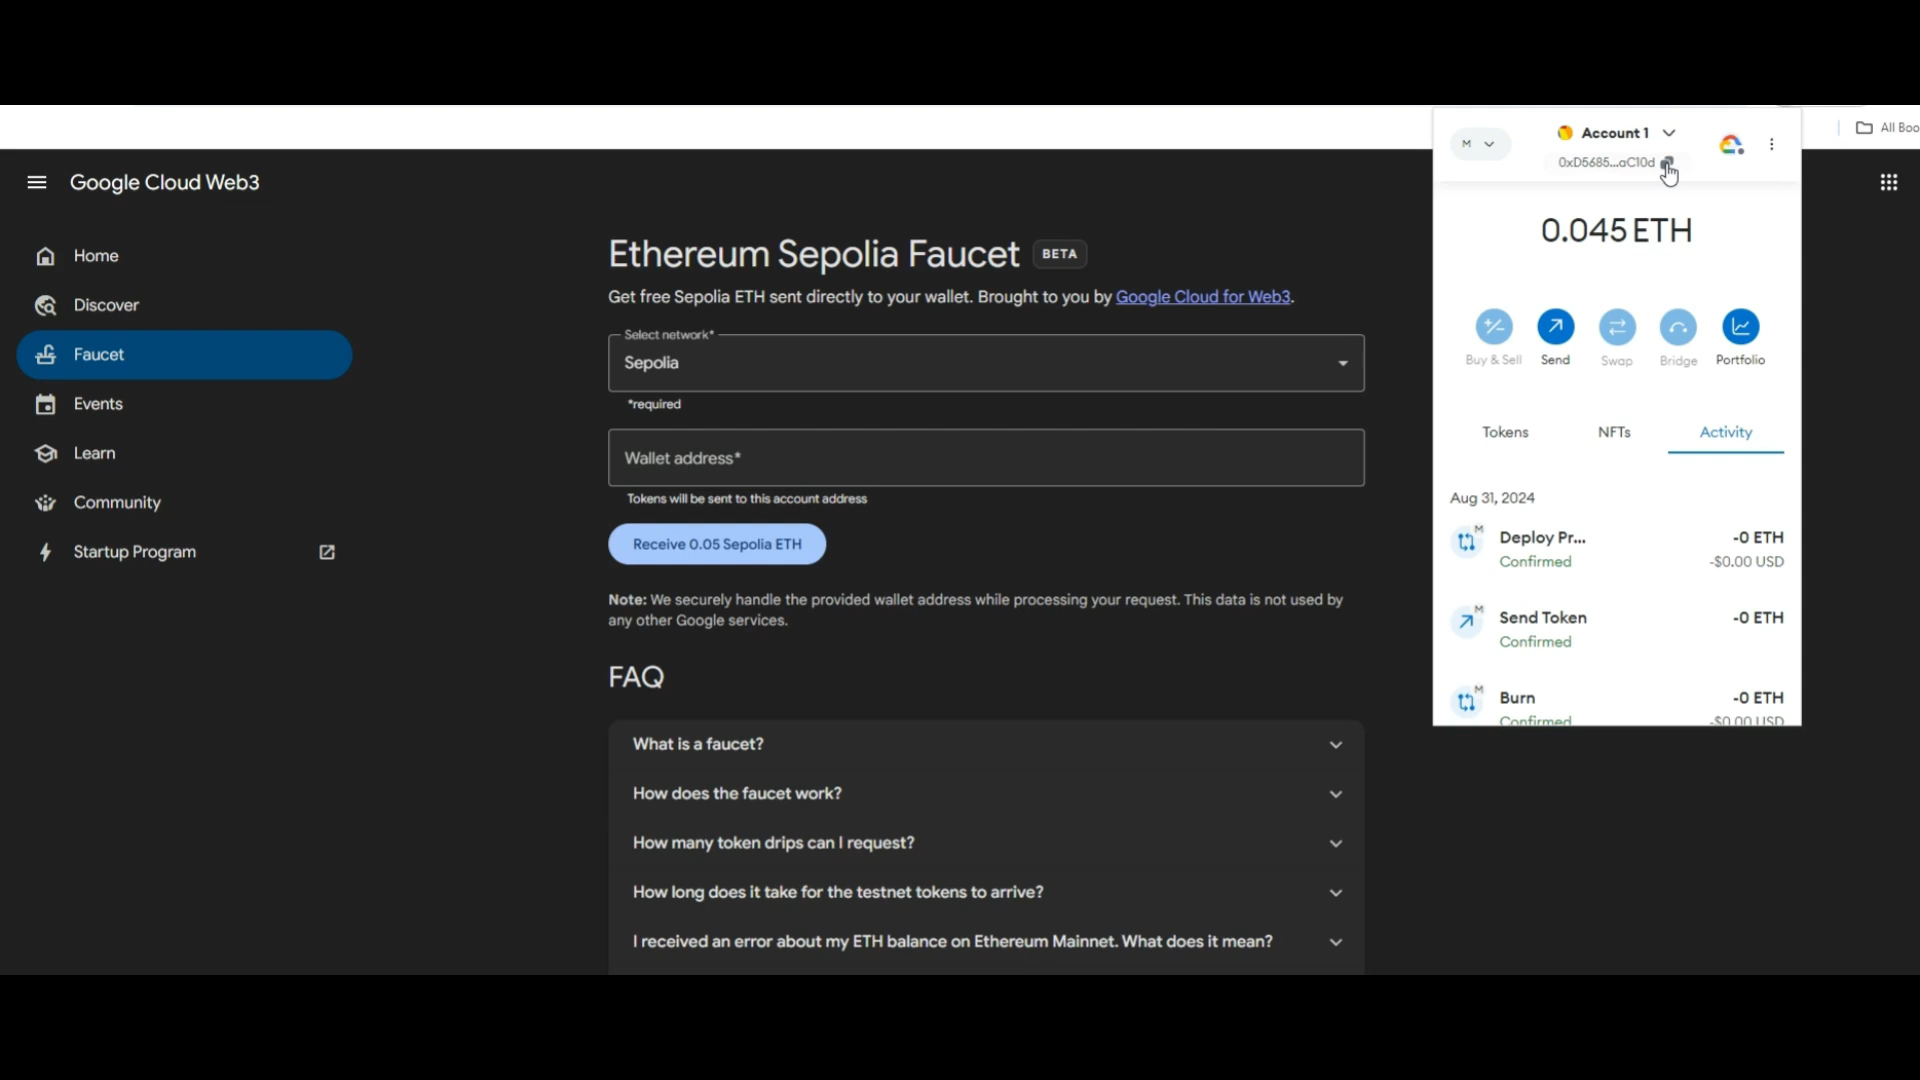 All Boo
Google Cloud Web3
Home
Discover
Faucet
Events
Learn
Community
Startup Program
Ethereum Sepolia Faucet BETA
Get free Sepolia ETH sent directly to your wallet. Brought to you by Google Cloud for Web3.
Select network*
Sepolia
*required
Wallet address*
Tokens will be sent to this account address
Receive 0.05 Sepolia ETH
Note: We securely handle the provided wallet address while processing your request. This data is not used by
any other Google services.
FAQ
What is a faucet?
How does the faucet work?
How many token drips can I request?
How long does it take for the testnet tokens to arrive?
I received an error about my ETH balance on Ethereum Mainnet. What does it mean?
M
Account 1
0xD5685...aC10d
0.045 ETH
Buy & Sell
Send
Swap
Bridge
Portfolio
Tokens
NFTs
Activity
Aug 31, 2024
M
Deploy Pr...
-0 ETH
Confirmed
-$0.00 USD
M
Send Token
-0 ETH
Confirmed
M
Burn
-0 ETH
Confirmed
-$0.00 USD